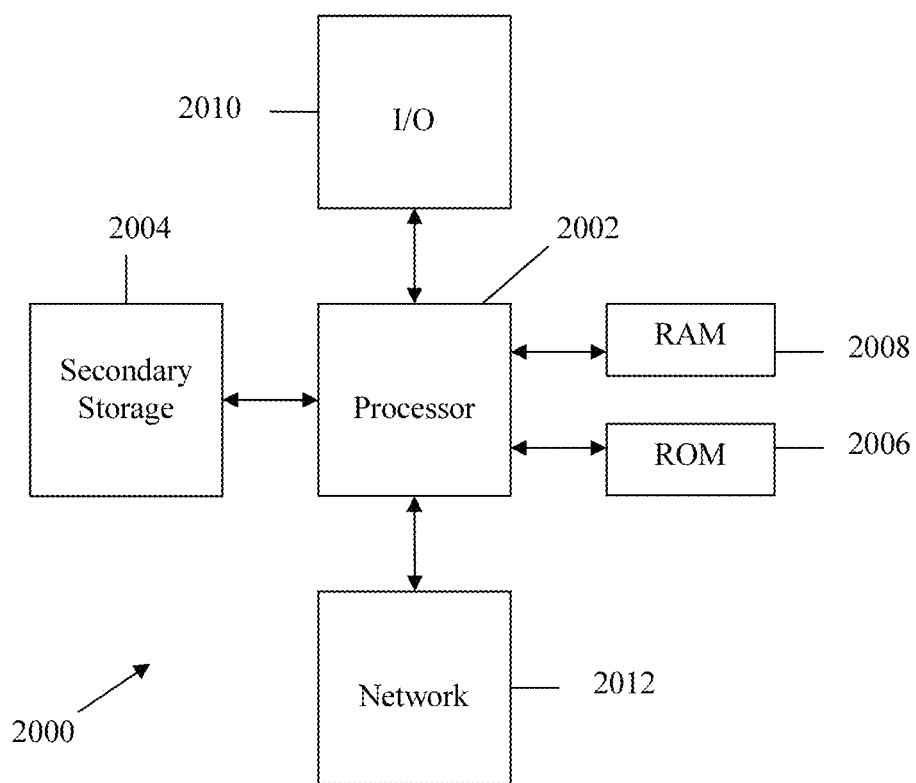 2010
I/O
2004
2002
Secondary
Storage
Processor
RAM
2008
ROM
2006
Network
2012
2000